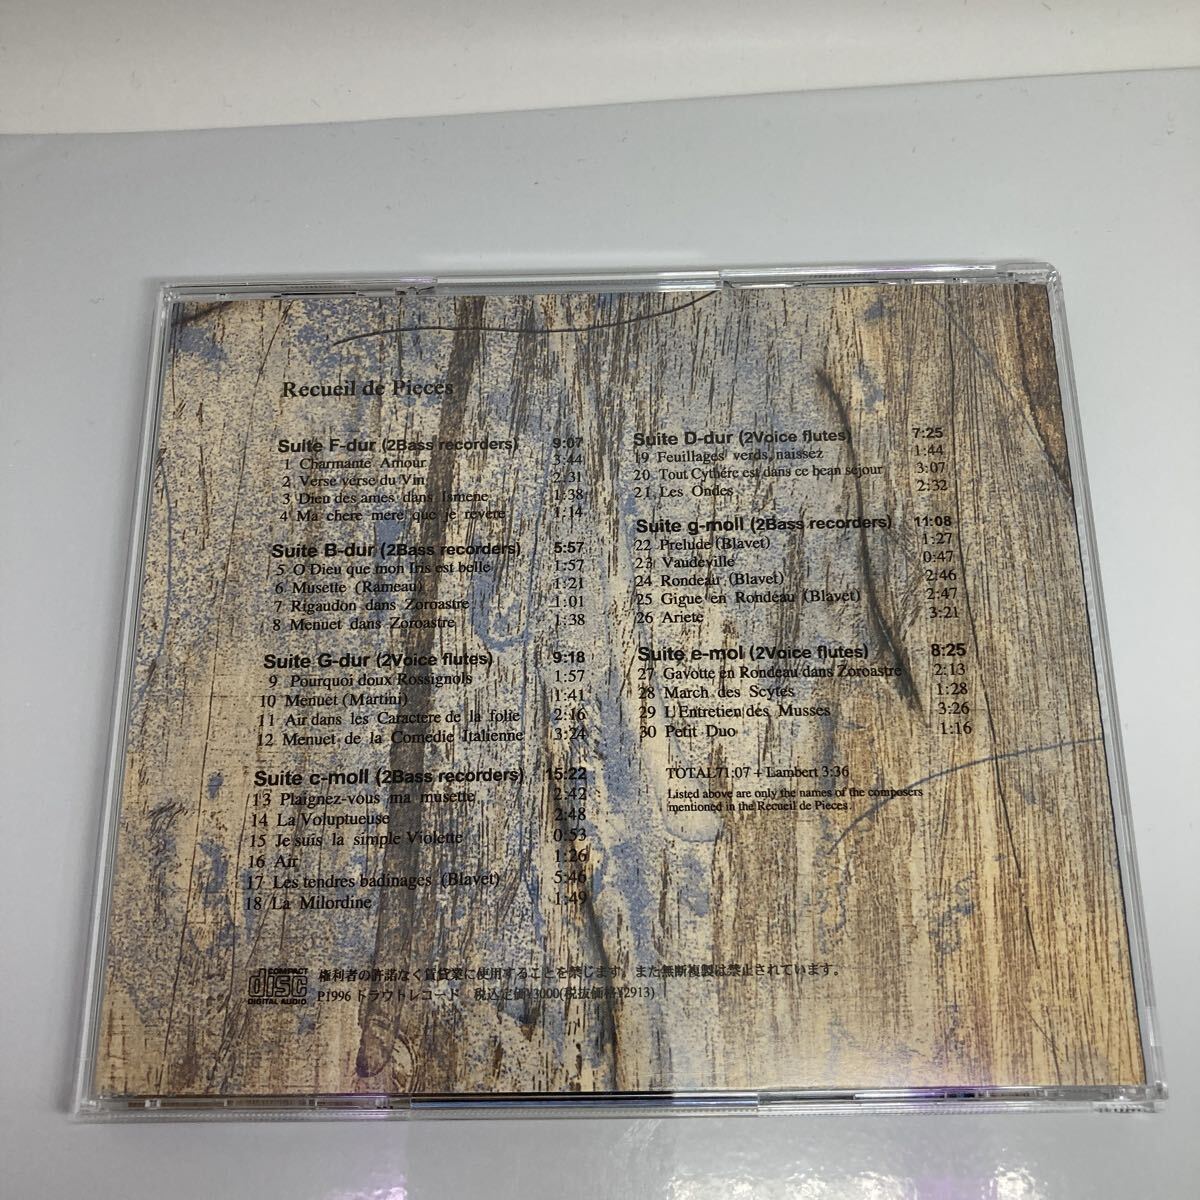 Recueil de Pieces
Suite F-dur (2Bass recorders) 9:07
1 Charmante Amour 3:44
2 Verse verse du Vin 2:31
3 Dieu des ames dans Ismene 1:38
4 Ma chere mere que je revere 1:14
Suite B-dur (2Bass recorders) 5:57
5 O Dieu que mon Iris est belle 1:57
6 Musette (Rameau) 1:21
7 Rigaudon dans Zoroastre 1:01
8 Menuet dans Zoroastre 1:38
Suite G-dur (2Voice flutes) 9:18
9 Pourquoi doux Rossignols 1:57
10 Menuet (Martini) 1:41
11 Air dans les Caractere de la folie 2:16
12 Menuet de la Comedie Italienne 3:24
Suite c-moll (2Bass recorders) 15:22
13 Plaignez-vous ma musette 2:42
14 La Voluptueuse 2:48
15 Je suis la simple Violette 0:53
16 Air 1:26
17 Les tendres badinages (Blavet) 5:46
18 La Milordine 1:49
Suite D-dur (2Voice flutes) 7:25
19 Feuillages verds, naissez 1:44
20 Tout Cythére est dans ce bean sejour 3:07
21 Les Ondes 2:32
Suite g-moll (2Bass recorders) 11:08
22 Prelude (Blavet) 1:27
23 Vaudeville 0:47
24 Rondeau (Blavet) 2:46
25 Gigue en Rondeau (Blavet) 2:47
26 Ariete 3:21
Suite e-mol (2Voice flutes) 8:25
27 Gavotte en Rondeau dans Zoroastre 2:13
28 March des Scytes 1:28
29 L'Entretien des Musses 3:26
30 Petit Duo 1:16
TOTAL71:07 + Lambert 3:36
Listed above are only the names of the composers
mentioned in the Recueil de Pieces.
COMPACT
disc
DIGITAL AUDIO
権利者の許諾なく賃貸業に使用することを禁じます。また無断複製は禁止されています。
P1996 トラウトレコード 税込定価¥3000(税抜価格¥2913)